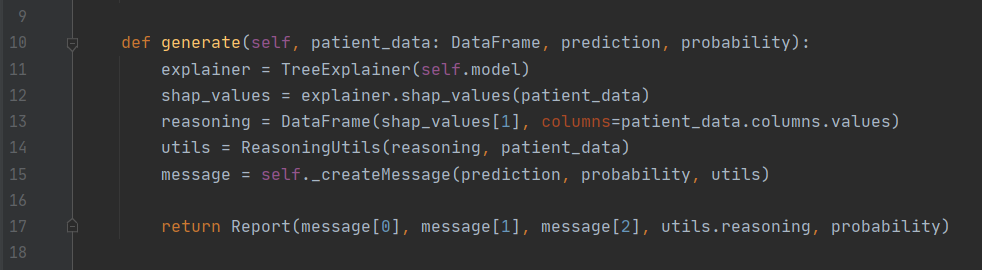 9
10 def generate(self, patient_data: DataFrame, prediction, probability):
11 explainer = TreeExplainer(self.model)
12 shap_values = explainer.shap_values(patient_data)
13 reasoning = DataFrame(shap_values[1], columns=patient_data.columns.values)
14 utils = ReasoningUtils(reasoning, patient_data)
15 message = self._createMessage(prediction, probability, utils)
16
17 return Report(message[0], message[1], message[2], utils.reasoning, probability)
18